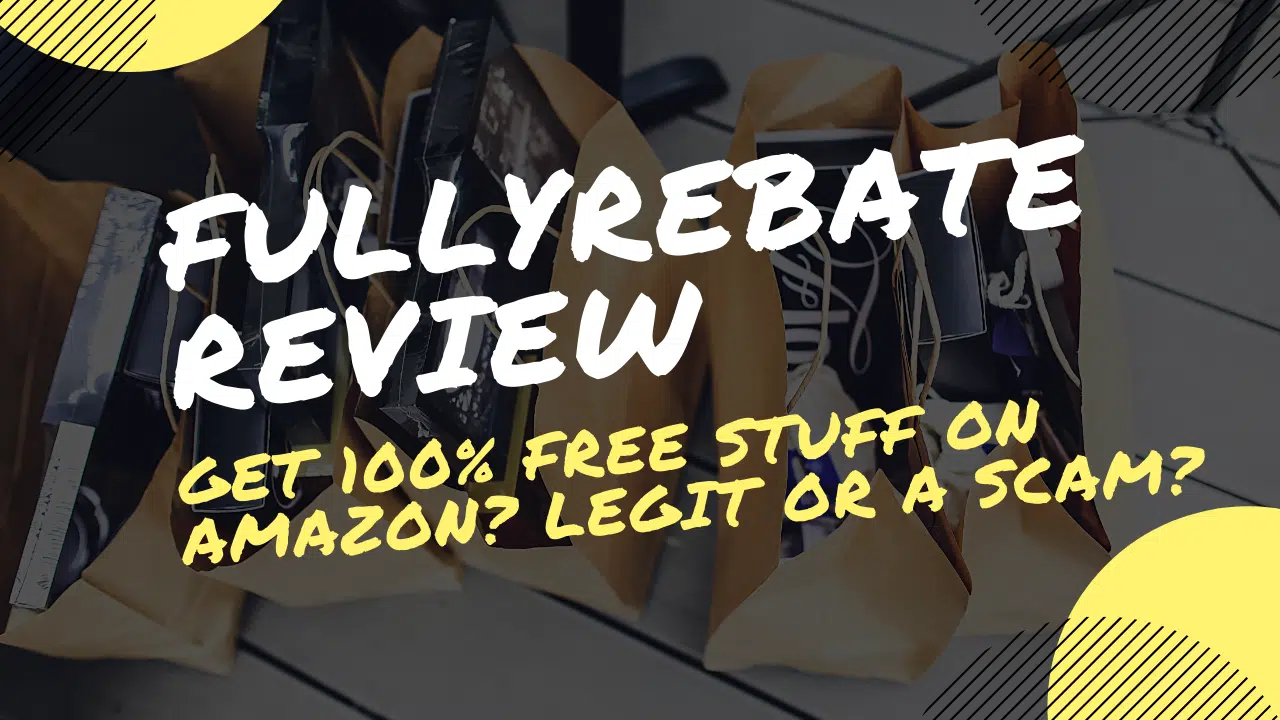 FULLYREBATE
REVIEW
GET 100% FREE STUFF ON
AMAZON? LEGIT OR A SCAM?